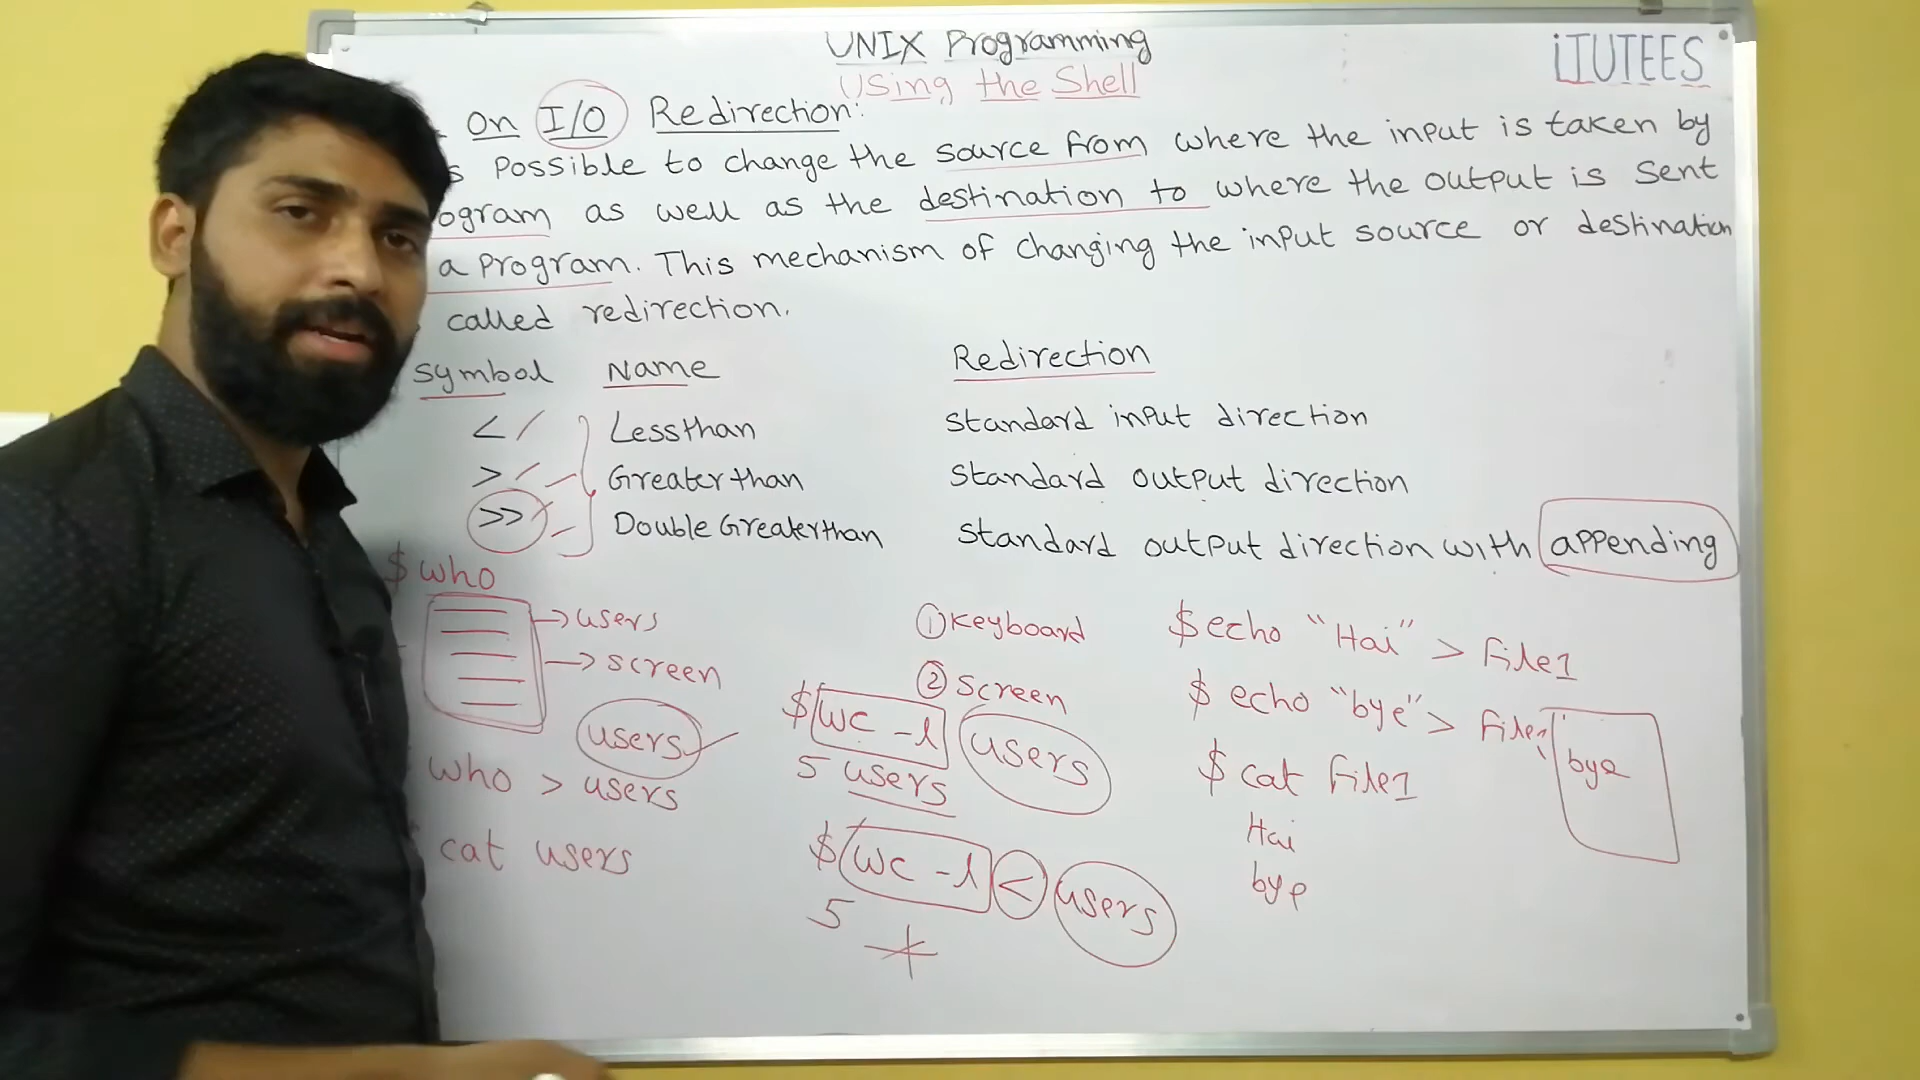 UNIX Programming
iTUTEES
Using the Shell
On I/O Redirection:
s Possible to change the source from where the input is taken by
ogram as well as the destination to where the output is sent
a program. This mechanism of changing the input source or destination
called redirection.
Symbol Name Redirection
< Lessthan Standard input direction
> Greaterthan Standard output direction
>> Double Greaterthan Standard output direction with appending
$ who
→ users
→ screen
users
who > users
cat users
① Keyboard
② Screen
$ wc -l users
5 users
$ wc -l < users
5
$ echo "Hai" > File1
$ echo "bye" > File1
bye
$ cat File1
Hai
bye